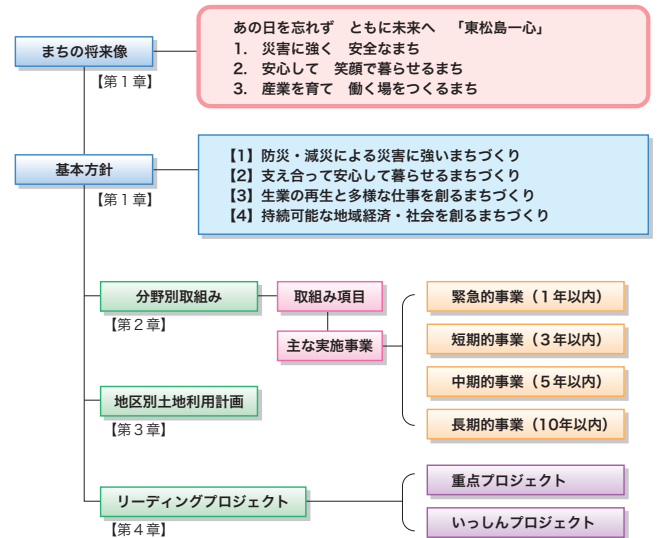 まちの将来像
【第1章】
あの日を忘れず　ともに未来へ　「東松島一心」
1.　災害に強く　安全なまち
2.　安心して　笑顔で暮らせるまち
3.　産業を育て　働く場をつくるまち
基本方針
【第1章】
【1】防災・減災による災害に強いまちづくり
【2】支え合って安心して暮らせるまちづくり
【3】生業の再生と多様な仕事を創るまちづくり
【4】持続可能な地域経済・社会を創るまちづくり
分野別取組み
【第2章】
取組み項目
主な実施事業
緊急的事業（1年以内）
短期的事業（3年以内）
中期的事業（5年以内）
長期的事業（10年以内）
地区別土地利用計画
【第3章】
リーディングプロジェクト
【第4章】
重点プロジェクト
いっしんプロジェクト